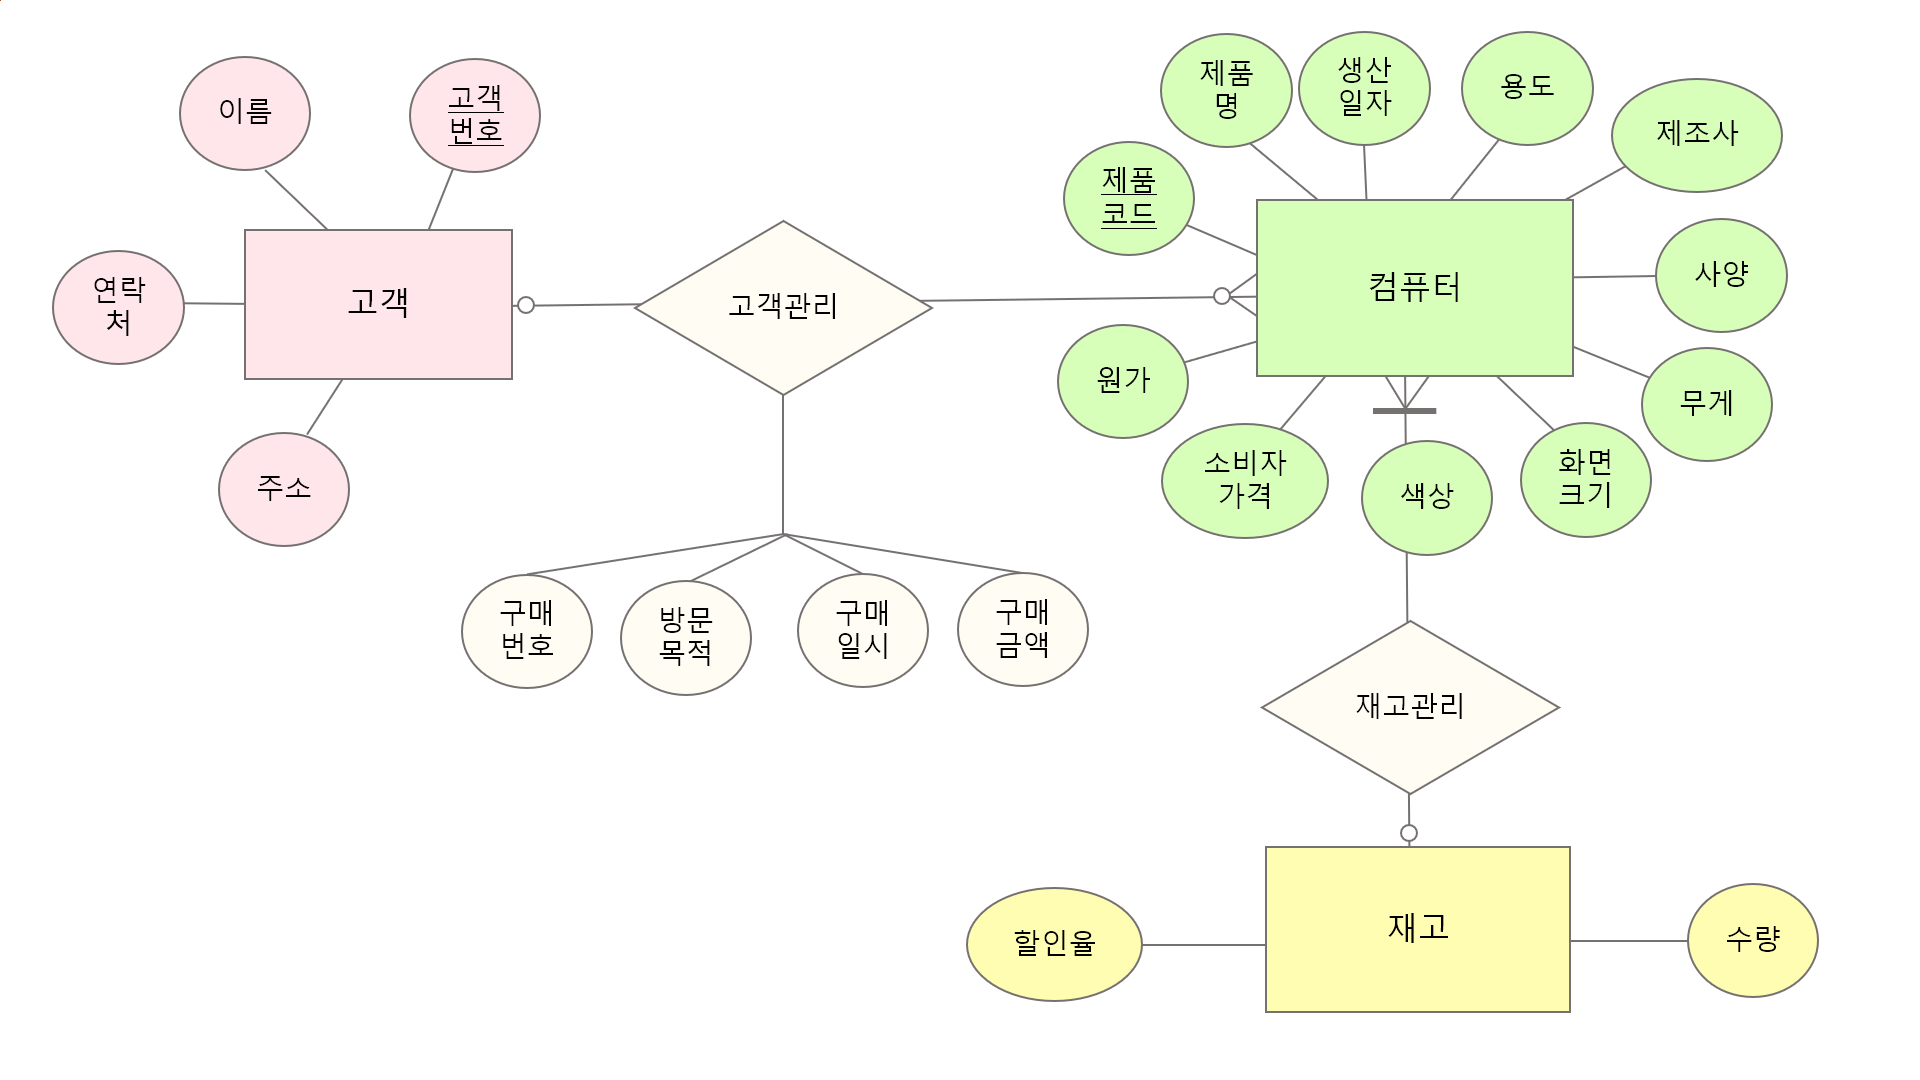 이름
고객
번호
연락
처
고객
주소
고객관리
구매
번호
방문
목적
구매
일시
구매
금액
제품
명
생산
일자
용도
제조사
제품
코드
컴퓨터
사양
원가
무게
소비자
가격
색상
화면
크기
재고관리
할인율
재고
수량